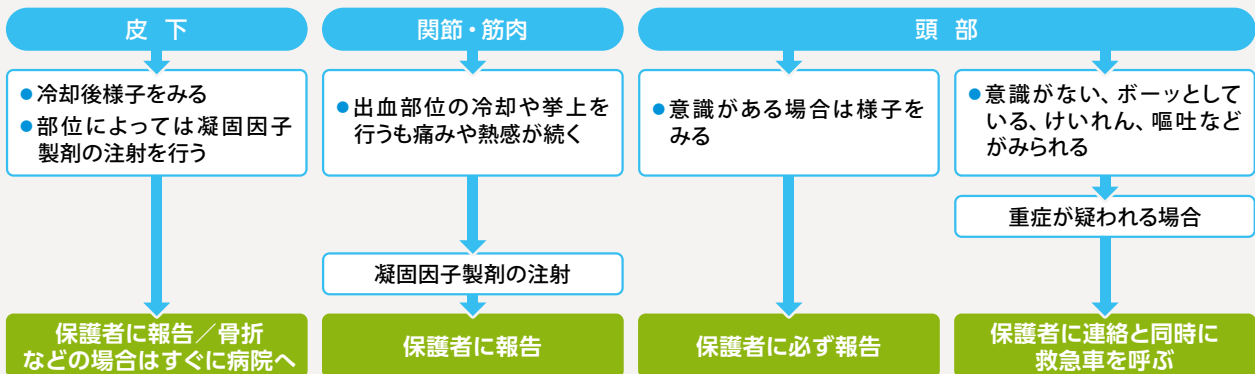 皮 下
●冷却後様子をみる
●部位によっては凝固因子
製剤の注射を行う
保護者に報告／骨折
などの場合はすぐに病院へ
関節・筋肉
●出血部位の冷却や挙上を
行うも痛みや熱感が続く
凝固因子製剤の注射
保護者に報告
頭 部
●意識がある場合は様子を
みる
保護者に必ず報告
●意識がない、ボーッとして
いる、けいれん、嘔吐など
がみられる
重症が疑われる場合
保護者に連絡と同時に
救急車を呼ぶ